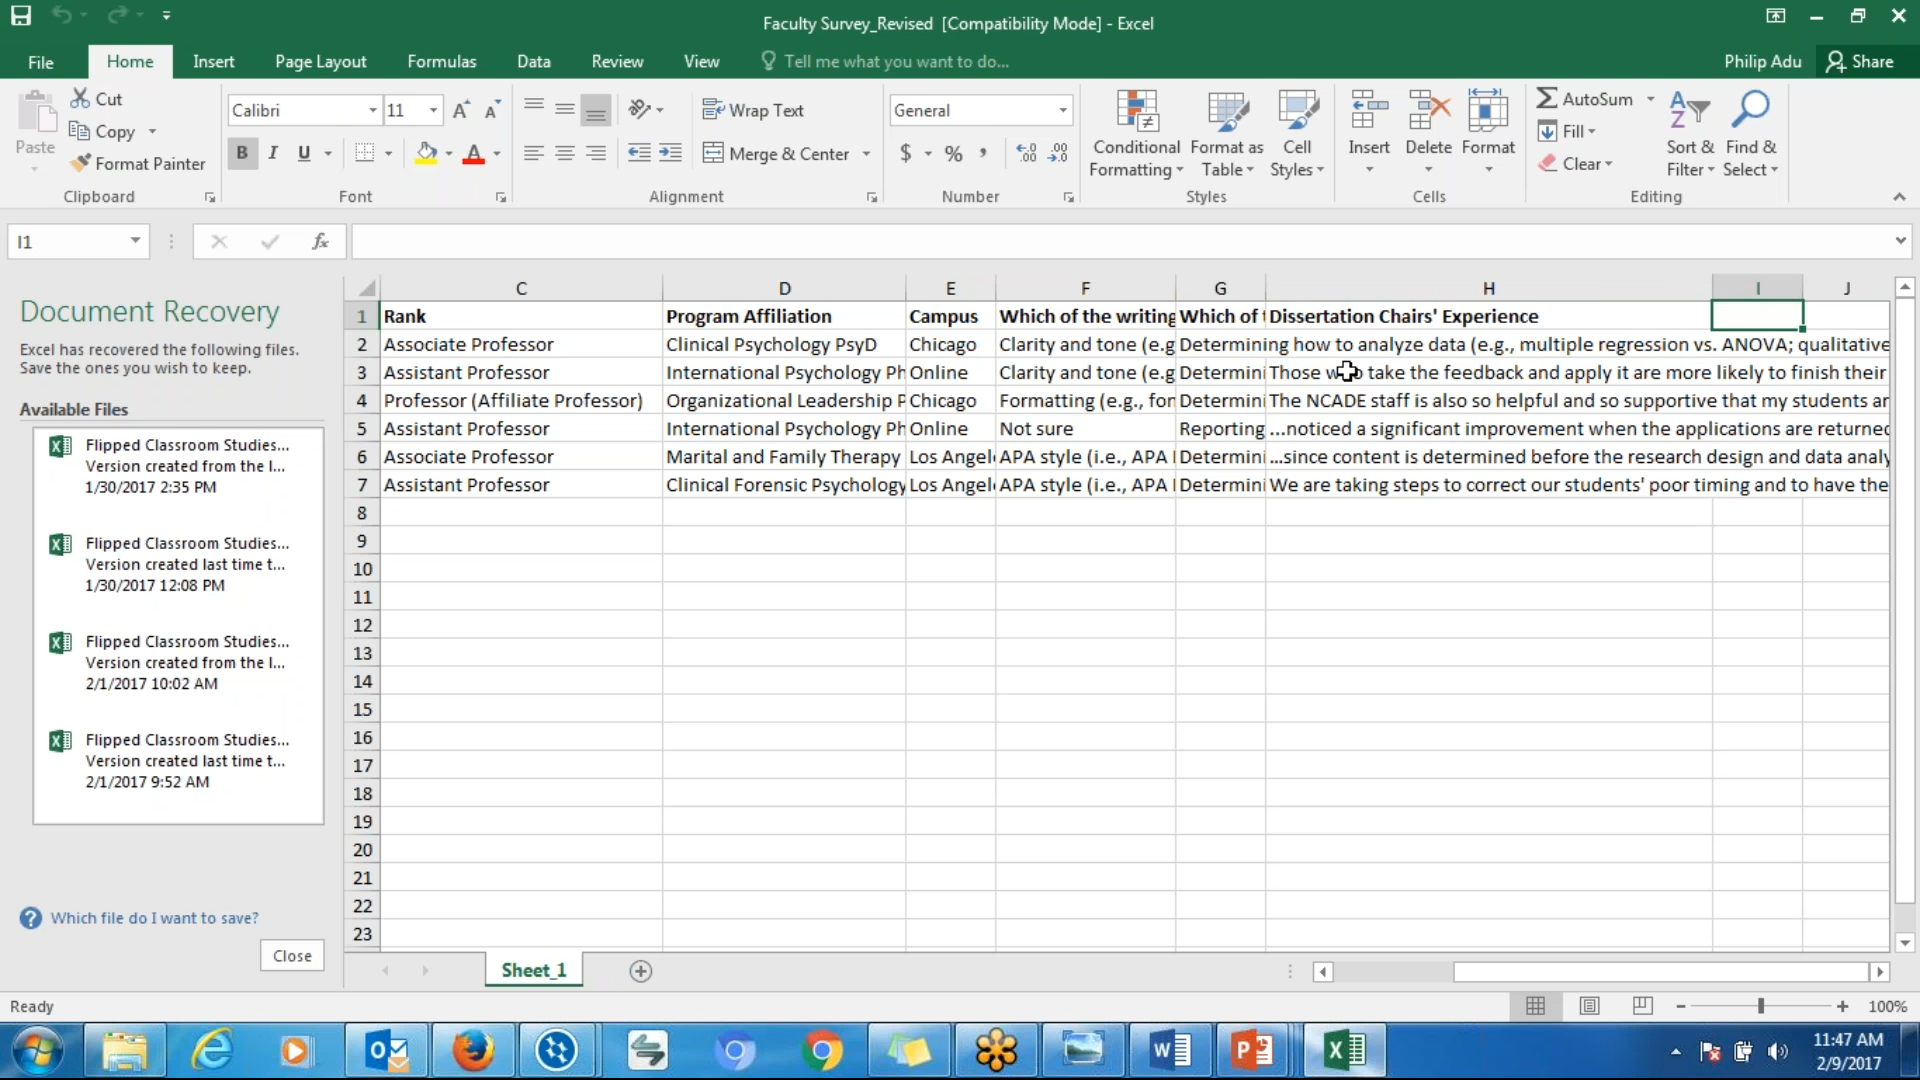 Faculty Survey_Revised [Compatibility Mode] - Excel
File Home Insert Page Layout Formulas Data Review View Tell me what you want to do... Philip Adu Share
Paste
Cut
Copy
Format Painter
Clipboard
Calibri 11
B I U
Font
Wrap Text
Merge & Center
Alignment
General
$ % ,
Number
Conditional Formatting
Format as Table
Cell Styles
Styles
Insert Delete Format
Cells
AutoSum
Fill
Clear
Sort & Filter
Find & Select
Editing
I1
fx
Document Recovery
Excel has recovered the following files.
Save the ones you wish to keep.
Available Files
Flipped Classroom Studies...
Version created from the l...
1/30/2017 2:35 PM
Flipped Classroom Studies...
Version created last time t...
1/30/2017 12:08 PM
Flipped Classroom Studies...
Version created from the l...
2/1/2017 10:02 AM
Flipped Classroom Studies...
Version created last time t...
2/1/2017 9:52 AM
Which file do I want to save?
Close
C D E F G H I J
1 Rank Program Affiliation Campus Which of the writing Which of Dissertation Chairs' Experience
2 Associate Professor Clinical Psychology PsyD Chicago Clarity and tone (e.g Determining how to analyze data (e.g., multiple regression vs. ANOVA; qualitative
3 Assistant Professor International Psychology Ph Online Clarity and tone (e.g Determini Those who take the feedback and apply it are more likely to finish their
4 Professor (Affiliate Professor) Organizational Leadership P Chicago Formatting (e.g., fon Determini The NCADE staff is also so helpful and so supportive that my students ar
5 Assistant Professor International Psychology Ph Online Not sure Reporting ...noticed a significant improvement when the applications are returned
6 Associate Professor Marital and Family Therapy Los Angele APA style (i.e., APA Determini ...since content is determined before the research design and data analy
7 Assistant Professor Clinical Forensic Psychology Los Angele APA style (i.e., APA Determini We are taking steps to correct our students' poor timing and to have the
8
9
10
11
12
13
14
15
16
17
18
19
20
21
22
23
Sheet_1
Ready
100%
11:47 AM
2/9/2017